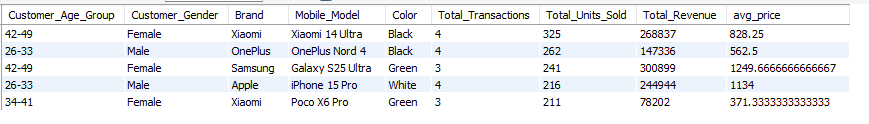 Customer_Age_Group Customer_Gender Brand Mobile_Model Color Total_Transactions Total_Units_Sold Total_Revenue avg_price
42-49 Female Xiaomi Xiaomi 14 Ultra Black 4 325 268837 828.25
26-33 Male OnePlus OnePlus Nord 4 Black 4 262 147336 562.5
42-49 Female Samsung Galaxy S25 Ultra Green 3 241 300899 1249.6666666666667
26-33 Male Apple iPhone 15 Pro White 4 216 244944 1134
34-41 Female Xiaomi Poco X6 Pro Green 3 211 78202 371.3333333333333